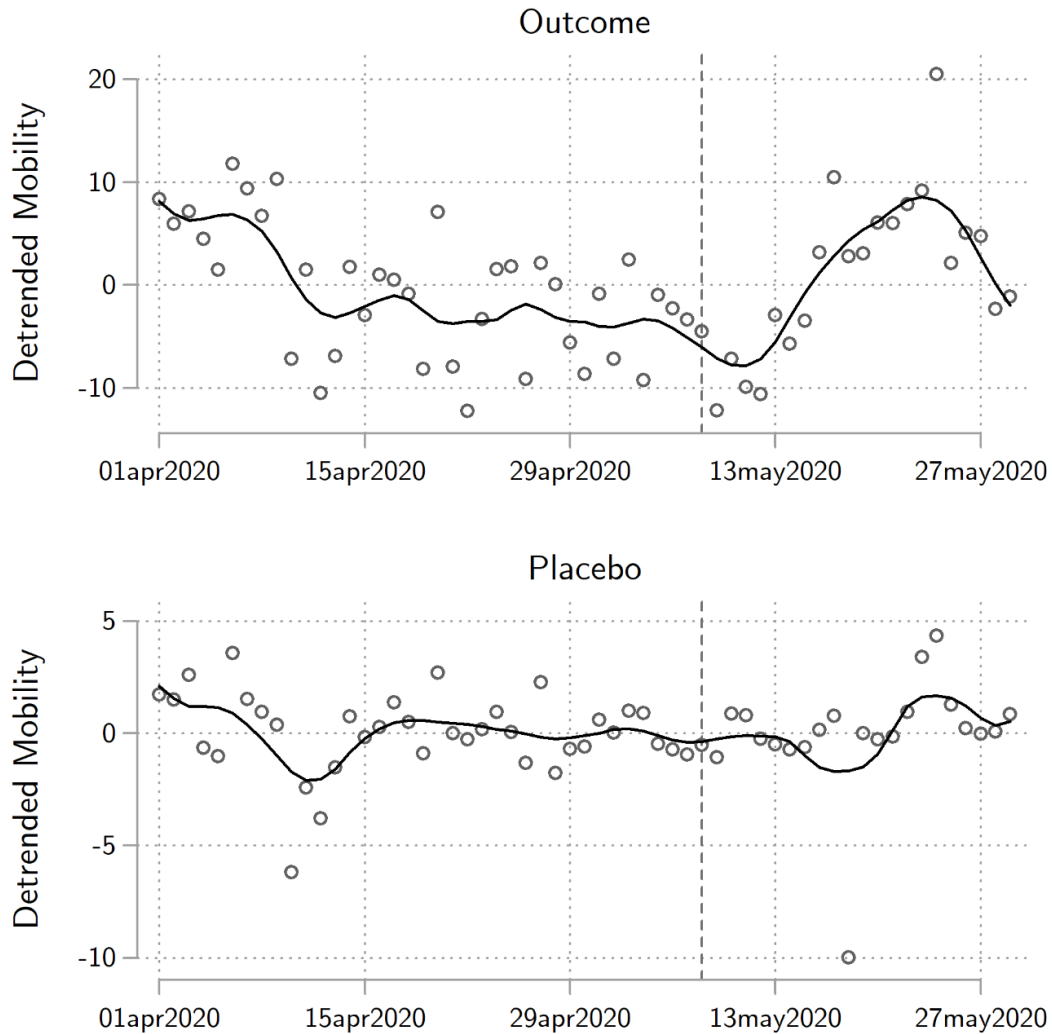 Outcome
Detrended Mobility
20
10
0
-10
01apr2020 15apr2020 29apr2020 13may2020 27may2020
Placebo
Detrended Mobility
5
0
-5
-10
01apr2020 15apr2020 29apr2020 13may2020 27may2020